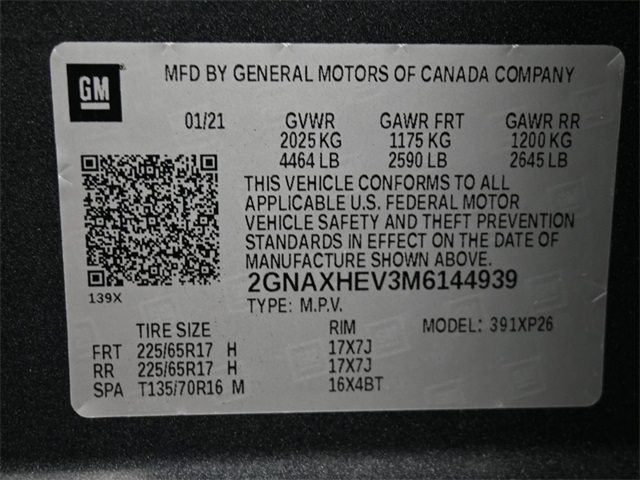 GM
MFD BY GENERAL MOTORS OF CANADA COMPANY
01/21 GVWR GAWR FRT GAWR RR
2025 KG 1175 KG 1200 KG
4464 LB 2590 LB 2645 LB
THIS VEHICLE CONFORMS TO ALL
APPLICABLE U.S. FEDERAL MOTOR
VEHICLE SAFETY AND THEFT PREVENTION
STANDARDS IN EFFECT ON THE DATE OF
MANUFACTURE SHOWN ABOVE.
2GNAXHEV3M6144939
139X
TYPE: M.P.V.
TIRE SIZE RIM MODEL: 391XP26
FRT 225/65R17 H 17X7J
RR 225/65R17 H 17X7J
SPA T135/70R16 M 16X4BT